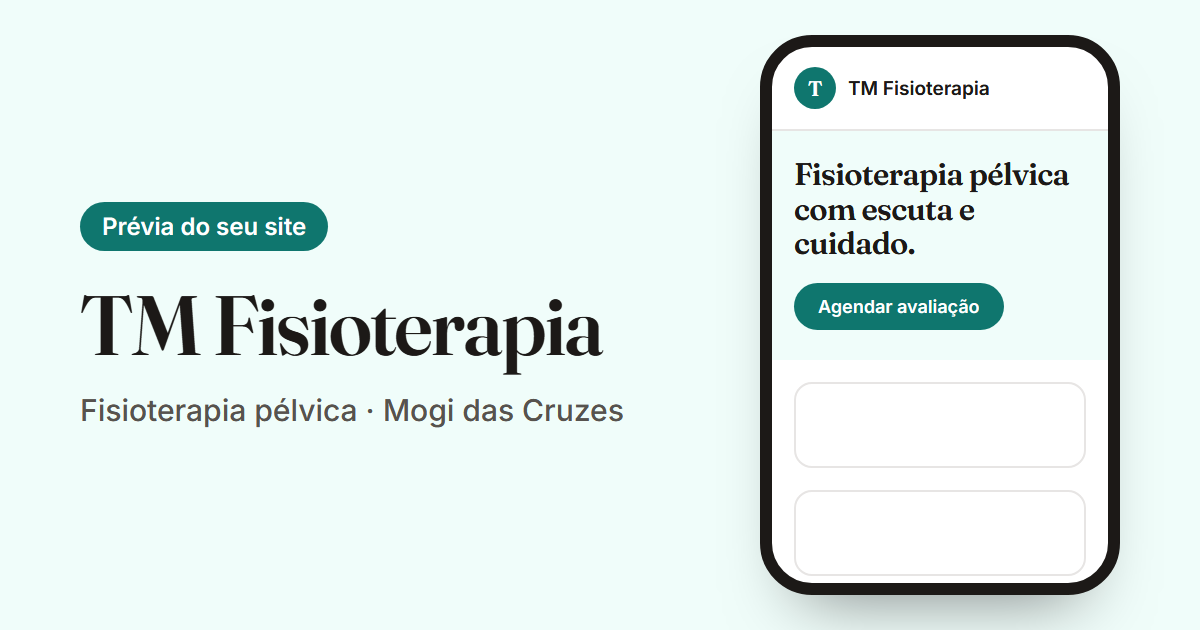 Prévia do seu site
TM Fisioterapia
Fisioterapia pélvica · Mogi das Cruzes
T
TM Fisioterapia
Fisioterapia pélvica
com escuta e
cuidado.
Agendar avaliação